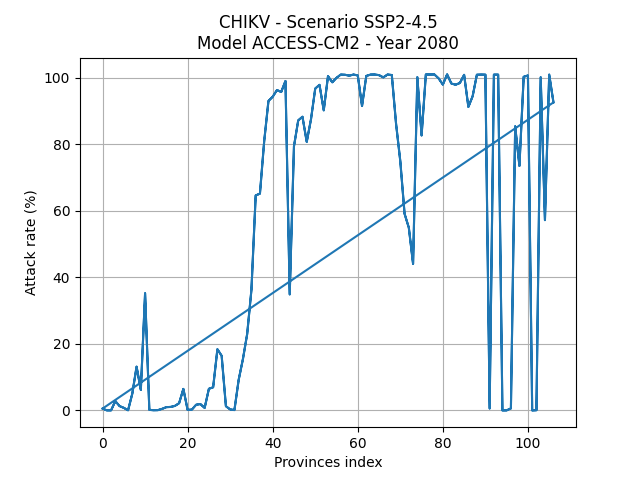 CHIKV - Scenario SSP2-4.5
Model ACCESS-CM2 - Year 2080
100
80
60
40
20
0
Attack rate (%)
0 20 40 60 80 100
Provinces index